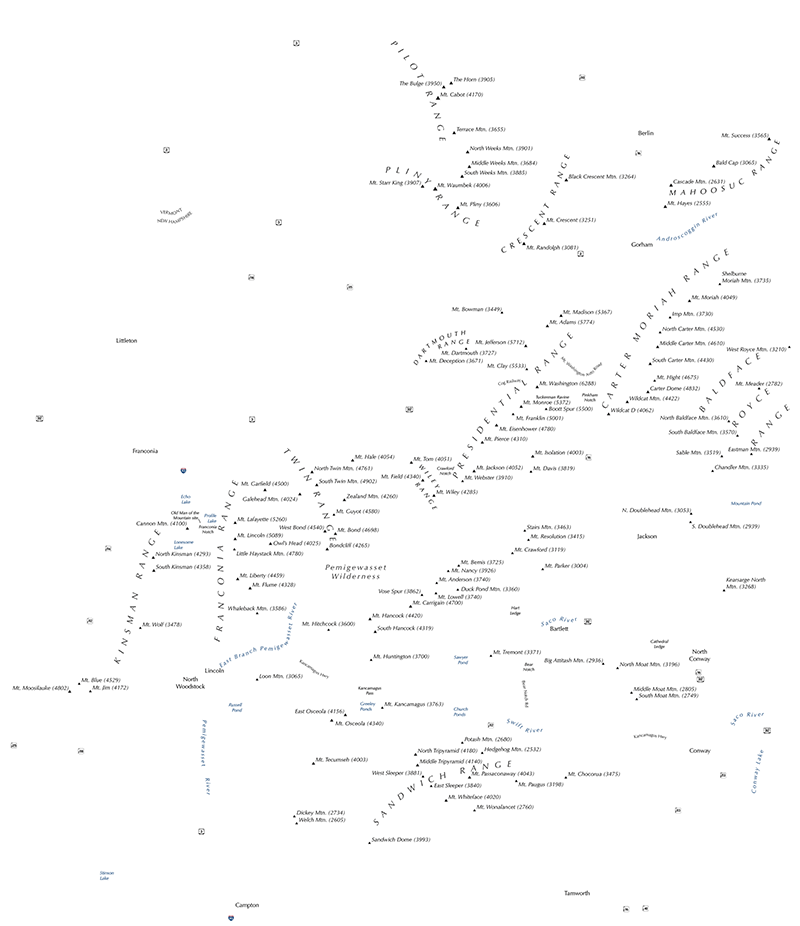 PILOT RANGE
The Horn (3905)
The Bulge (3950)
Mt. Cabot (4170)
Terrace Mtn. (3655)
North Weeks Mtn. (3901)
Middle Weeks Mtn. (3684)
South Weeks Mtn. (3885)
PLINY RANGE
Mt. Starr King (3907)
Mt. Waumbek (4006)
Mt. Pliny (3606)
CRESCENT RANGE
Black Crescent Mtn. (3264)
Mt. Crescent (3251)
Mt. Randolph (3081)
Berlin
Mt. Success (3565)
Bald Cap (3065)
Cascade Mtn. (2631)
MAHOOSUC RANGE
Mt. Hayes (2555)
Androscoggin River
Gorham
VERMONT
NEW HAMPSHIRE
Littleton
Franconia
CARTER MORIAH RANGE
Shelburne
Moriah Mtn. (3735)
Mt. Moriah (4049)
Imp Mtn. (3730)
North Carter Mtn. (4530)
Middle Carter Mtn. (4610)
West Royce Mtn. (3210)
South Carter Mtn. (4430)
Mt. Hight (4675)
Carter Dome (4832)
Mt. Meader (2782)
Wildcat Mtn. (4422)
Wildcat D (4062)
BALDFACE
ROYCE
RANGE
North Baldface Mtn. (3610)
South Baldface Mtn. (3570)
Sable Mtn. (3519)
Eastman Mtn. (2939)
Chandler Mtn. (3335)
Mt. Bowman (3449)
Mt. Madison (5367)
Mt. Adams (5774)
DARTMOUTH
RANGE
Mt. Jefferson (5712)
Mt. Dartmouth (3727)
Mt. Deception (3671)
Mt. Clay (5533)
PRESIDENTIAL RANGE
Mt. Washington Auto Road
Cog Railway
Mt. Washington (6288)
Tuckerman Ravine
Pinkham
Notch
Mt. Monroe (5372)
Boott Spur (5500)
Mt. Franklin (5001)
Mt. Eisenhower (4780)
Mt. Pierce (4310)
Mt. Isolation (4003)
Mt. Jackson (4052)
Mt. Davis (3819)
Mt. Webster (3910)
TWIN RANGE
Mt. Hale (4054)
Mt. Tom (4051)
Crawford
Notch
North Twin Mtn. (4761)
Mt. Field (4340)
WILLEY
RANGE
Mt. Willey (4285)
South Twin Mtn. (4902)
Mt. Garfield (4500)
Galehead Mtn. (4024)
Zealand Mtn. (4260)
Mt. Guyot (4580)
West Bond (4540)
Mt. Bond (4698)
Bondcliff (4265)
Echo
Lake
Old Man of the
Mountain site
Profile
Lake
Cannon Mtn. (4100)
Franconia
Notch
Lonesome
Lake
FRANCONIA RANGE
Mt. Lafayette (5260)
Mt. Lincoln (5089)
Owl's Head (4025)
Little Haystack Mtn. (4780)
Mt. Liberty (4459)
Mt. Flume (4328)
Whaleback Mtn. (3586)
KINSMAN RANGE
North Kinsman (4293)
South Kinsman (4358)
Mt. Wolf (3478)
Pemigewasset
Wilderness
East Branch Pemigewasset River
Mt. Hitchcock (3600)
Mountain Pond
N. Doublehead Mtn. (3053)
S. Doublehead Mtn. (2939)
Jackson
Stairs Mtn. (3463)
Mt. Resolution (3415)
Mt. Crawford (3119)
Mt. Parker (3004)
Mt. Bemis (3725)
Mt. Nancy (3926)
Mt. Anderson (3740)
Duck Pond Mtn. (3360)
Vose Spur (3862)
Mt. Lowell (3740)
Mt. Carrigain (4700)
Mt. Hancock (4420)
South Hancock (4319)
Kearsarge North
Mtn. (3268)
Hart
Ledge
Saco River
Bartlett
Cathedral
Ledge
North
Conway
Mt. Huntington (3700)
Sawyer
Pond
Mt. Tremont (3371)
Bear
Notch
Big Attitash Mtn. (2936)
North Moat Mtn. (3196)
Middle Moat Mtn. (2805)
South Moat Mtn. (2749)
Bear Notch Rd
Lincoln
Kancamagus Hwy
Loon Mtn. (3065)
North
Woodstock
Mt. Blue (4529)
Mt. Moosilauke (4802)
Mt. Jim (4172)
Russell
Pond
Kancamagus
Pass
Greeley
Ponds
Mt. Kancamagus (3763)
Church
Ponds
East Osceola (4156)
Mt. Osceola (4340)
Swift River
Kancamagus Hwy
Saco River
Conway
Conway Lake
Pemigewasset River
Potash Mtn. (2680)
North Tripyramid (4180)
Hedgehog Mtn. (2532)
Mt. Tecumseh (4003)
Middle Tripyramid (4140)
SANDWICH RANGE
West Sleeper (3881)
Mt. Passaconaway (4043)
Mt. Chocorua (3475)
East Sleeper (3840)
Mt. Paugus (3198)
Mt. Whiteface (4020)
Mt. Wonalancet (2760)
Dickey Mtn. (2734)
Welch Mtn. (2605)
Sandwich Dome (3993)
Stinson
Lake
Campton
Tamworth